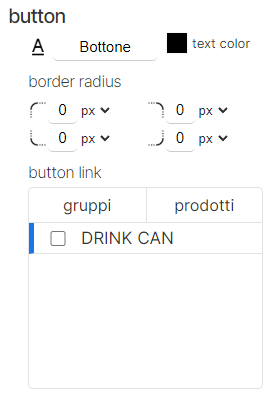 button
A Bottone text color
border radius
0 px 0 px
0 px 0 px
button link
gruppi prodotti
DRINK CAN